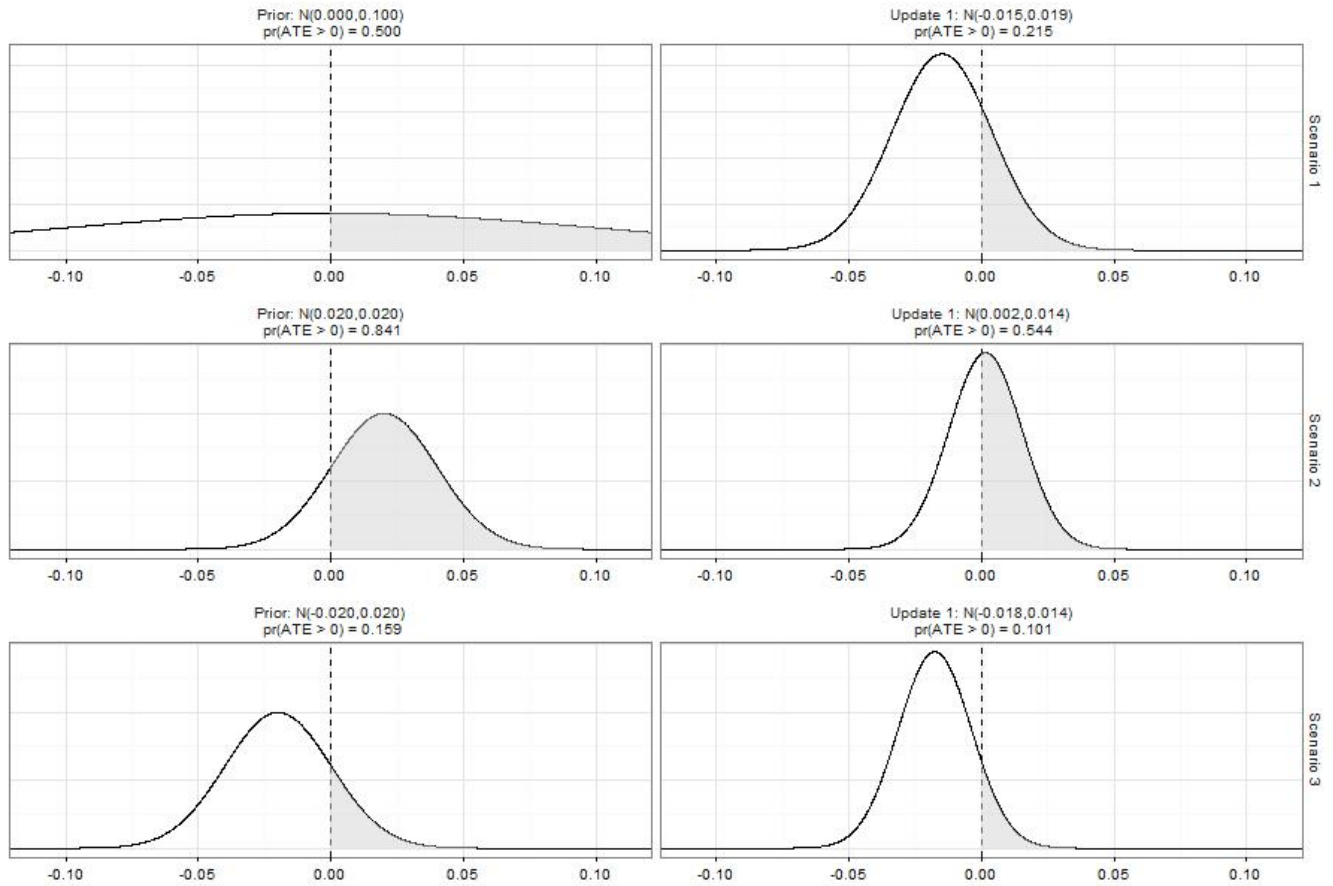 Prior: N(0.000,0.100)
pr(ATE > 0) = 0.500
Update 1: N(-0.015,0.019)
pr(ATE > 0) = 0.215
Scenario 1
-0.10 -0.05 0.00 0.05 0.10
-0.10 -0.05 0.00 0.05 0.10
Prior: N(0.020,0.020)
pr(ATE > 0) = 0.841
Update 1: N(0.002,0.014)
pr(ATE > 0) = 0.544
Scenario 2
-0.10 -0.05 0.00 0.05 0.10
-0.10 -0.05 0.00 0.05 0.10
Prior: N(-0.020,0.020)
pr(ATE > 0) = 0.159
Update 1: N(-0.018,0.014)
pr(ATE > 0) = 0.101
Scenario 3
-0.10 -0.05 0.00 0.05 0.10
-0.10 -0.05 0.00 0.05 0.10